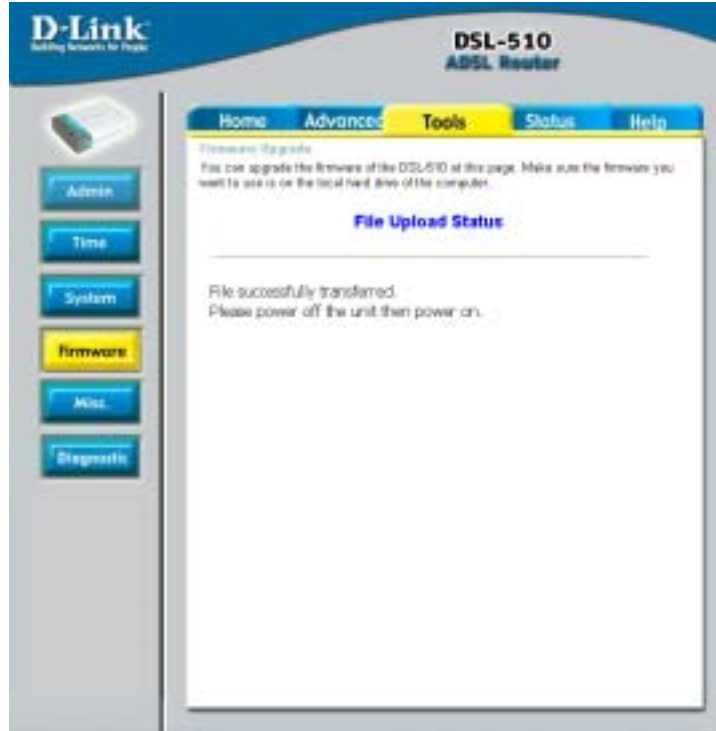 D-Link
Building Networks for People
DSL-510
ADSL Router
Home Advanced Tools Status Help
Firmware Upgrade
You can upgrade the firmware of the DSL-510 at this page. Make sure the firmware you
want to use is on the local hard drive of the computer.
Admin
Time
System
Firmware
Misc.
Diagnostic
File Upload Status
File successfully transferred.
Please power off the unit then power on.